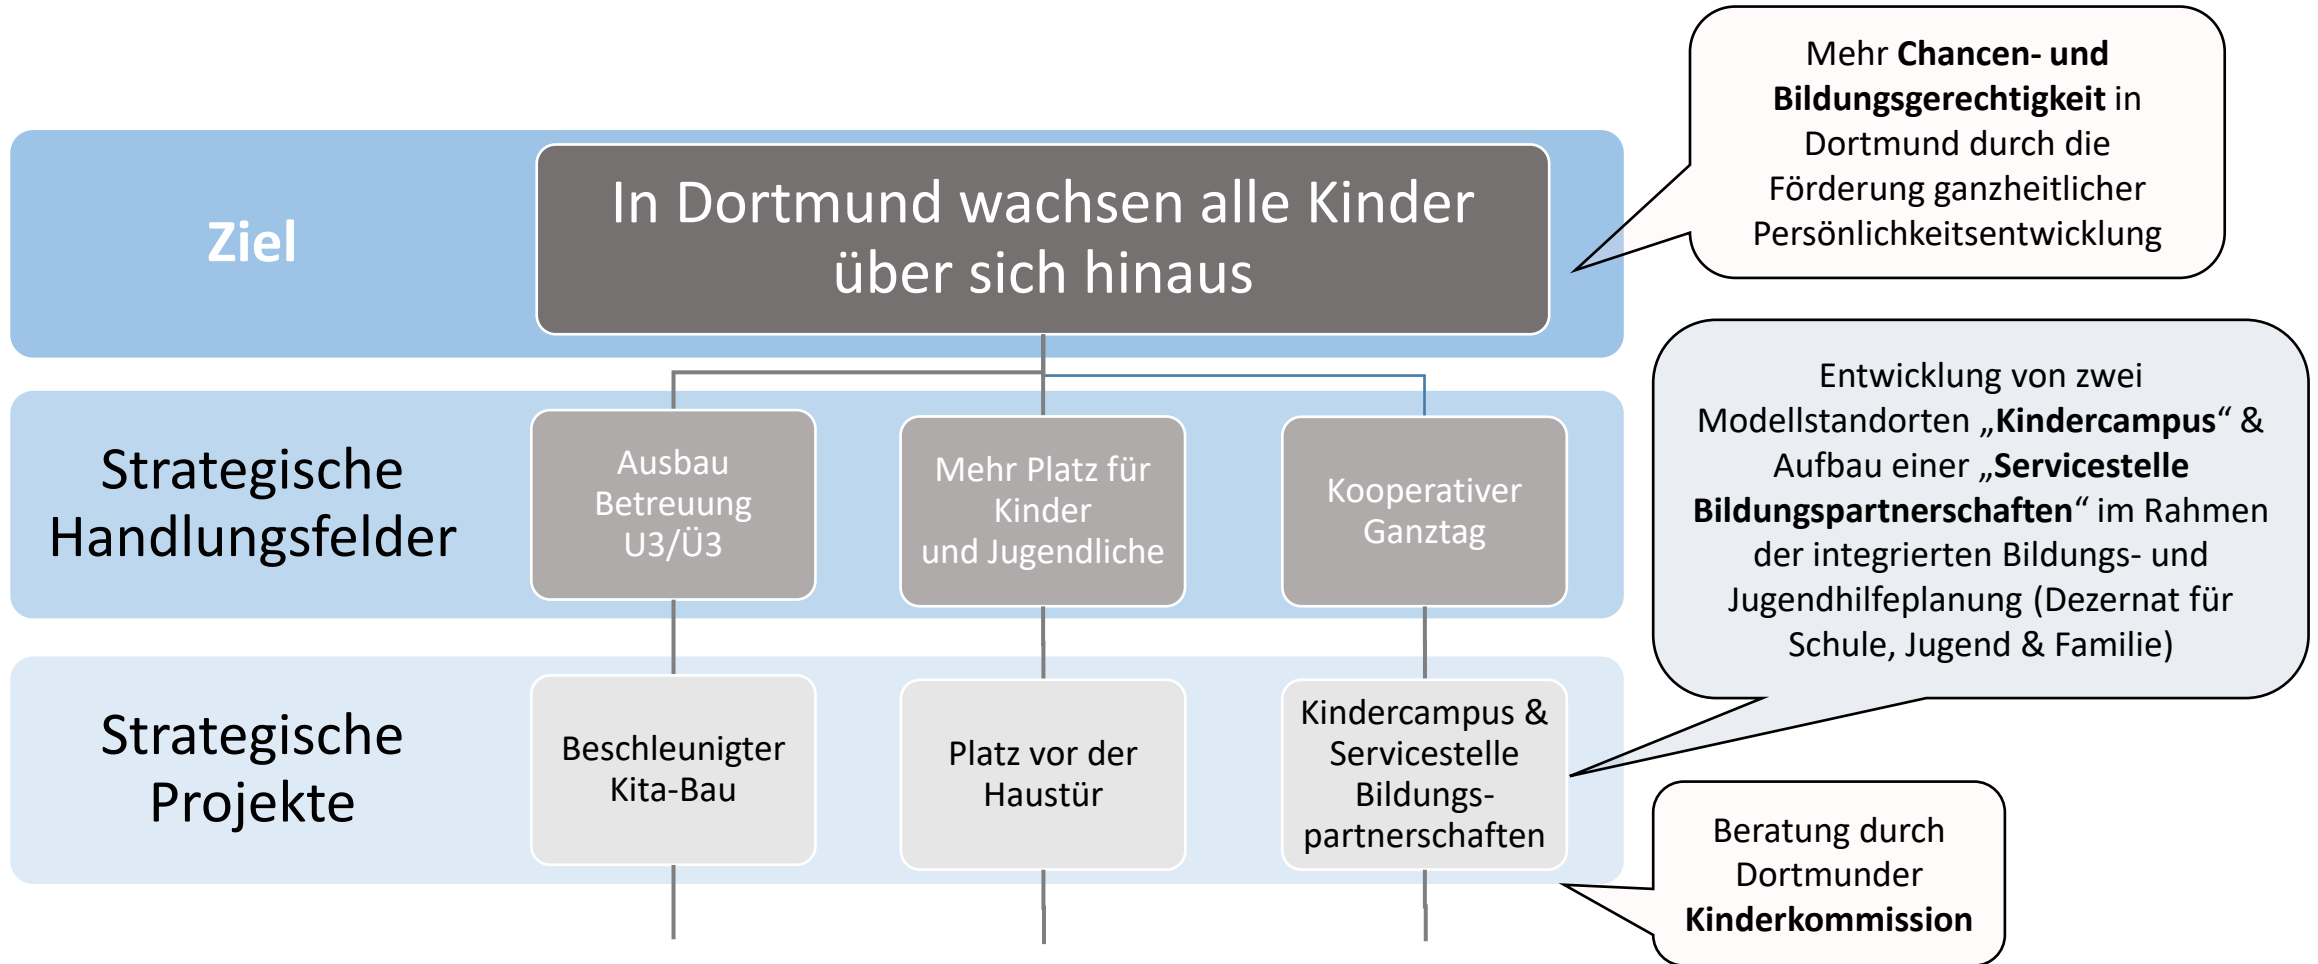 Mehr Chancen- und
Bildungsgerechtigkeit in
Dortmund durch die
Förderung ganzheitlicher
Persönlichkeitsentwicklung
Ziel
In Dortmund wachsen alle Kinder
über sich hinaus
Strategische
Handlungsfelder
Ausbau
Betreuung
U3/Ü3
Mehr Platz für
Kinder
und Jugendliche
Kooperativer
Ganztag
Entwicklung von zwei
Modellstandorten „Kindercampus“ &
Aufbau einer „Servicestelle
Bildungspartnerschaften“ im Rahmen
der integrierten Bildungs- und
Jugendhilfeplanung (Dezernat für
Schule, Jugend & Familie)
Strategische
Projekte
Beschleunigter
Kita-Bau
Platz vor der
Haustür
Kindercampus &
Servicestelle
Bildungs-
partnerschaften
Beratung durch
Dortmunder
Kinderkommission